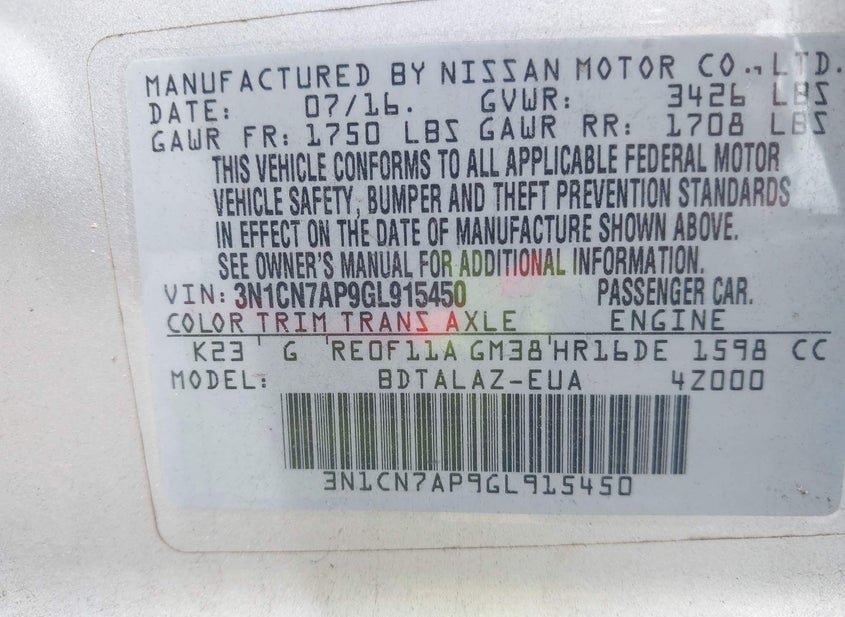 MANUFACTURED BY NISSAN MOTOR CO., LTD.
DATE: 07/16. GVWR: 3426 LBS
GAWR FR: 1750 LBS GAWR RR: 1708 LBS
THIS VEHICLE CONFORMS TO ALL APPLICABLE FEDERAL MOTOR
VEHICLE SAFETY, BUMPER AND THEFT PREVENTION STANDARDS
IN EFFECT ON THE DATE OF MANUFACTURE SHOWN ABOVE.
SEE OWNER'S MANUAL FOR ADDITIONAL INFORMATION.
VIN: 3N1CN7AP9GL915450 PASSENGER CAR.
COLOR TRIM TRANS AXLE ENGINE
K23 G RE0F11A GM38 HR16DE 1598 CC
MODEL: BDTALAZ-EUA 4Z000
3N1CN7AP9GL915450